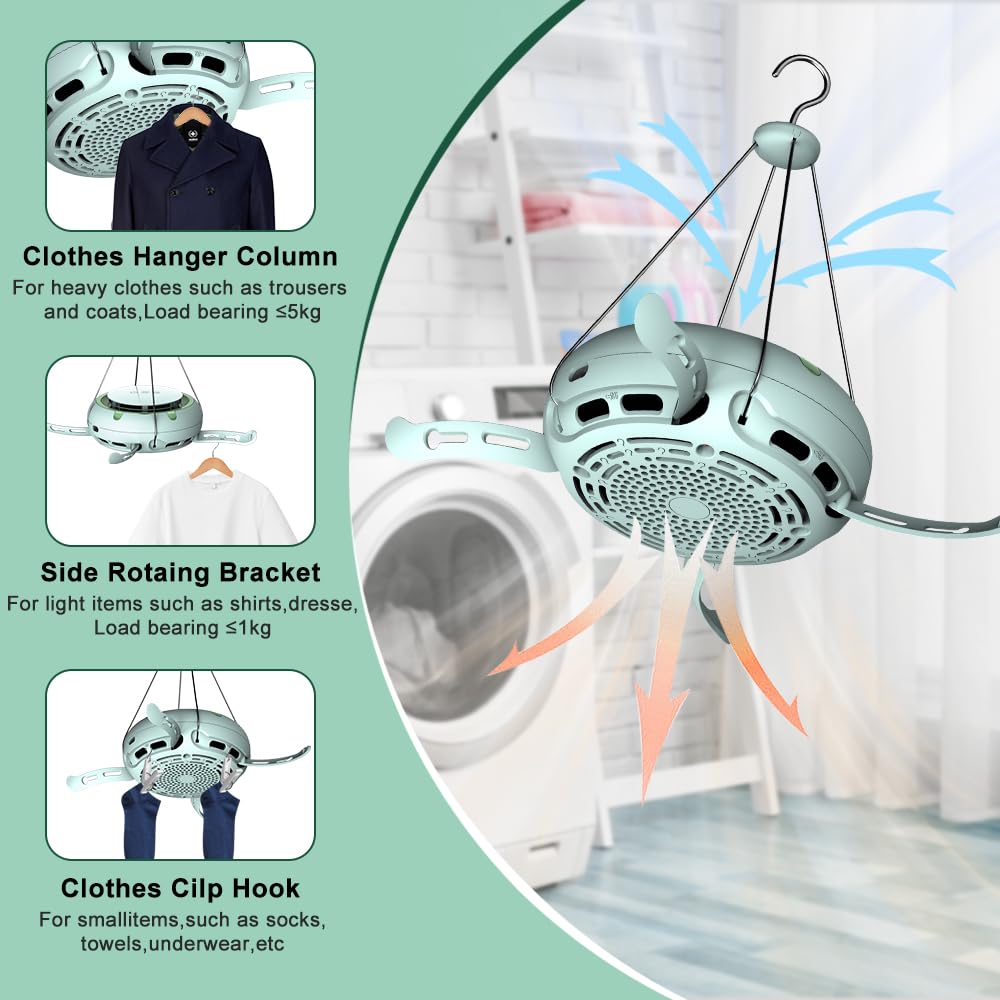 Clothes Hanger Column
For heavy clothes such as trousers
and coats,Load bearing ≤5kg
Side Rotaing Bracket
For light items such as shirts,dresse,
Load bearing ≤1kg
Clothes Cilp Hook
For smallitems,such as socks,
towels,underwear,etc